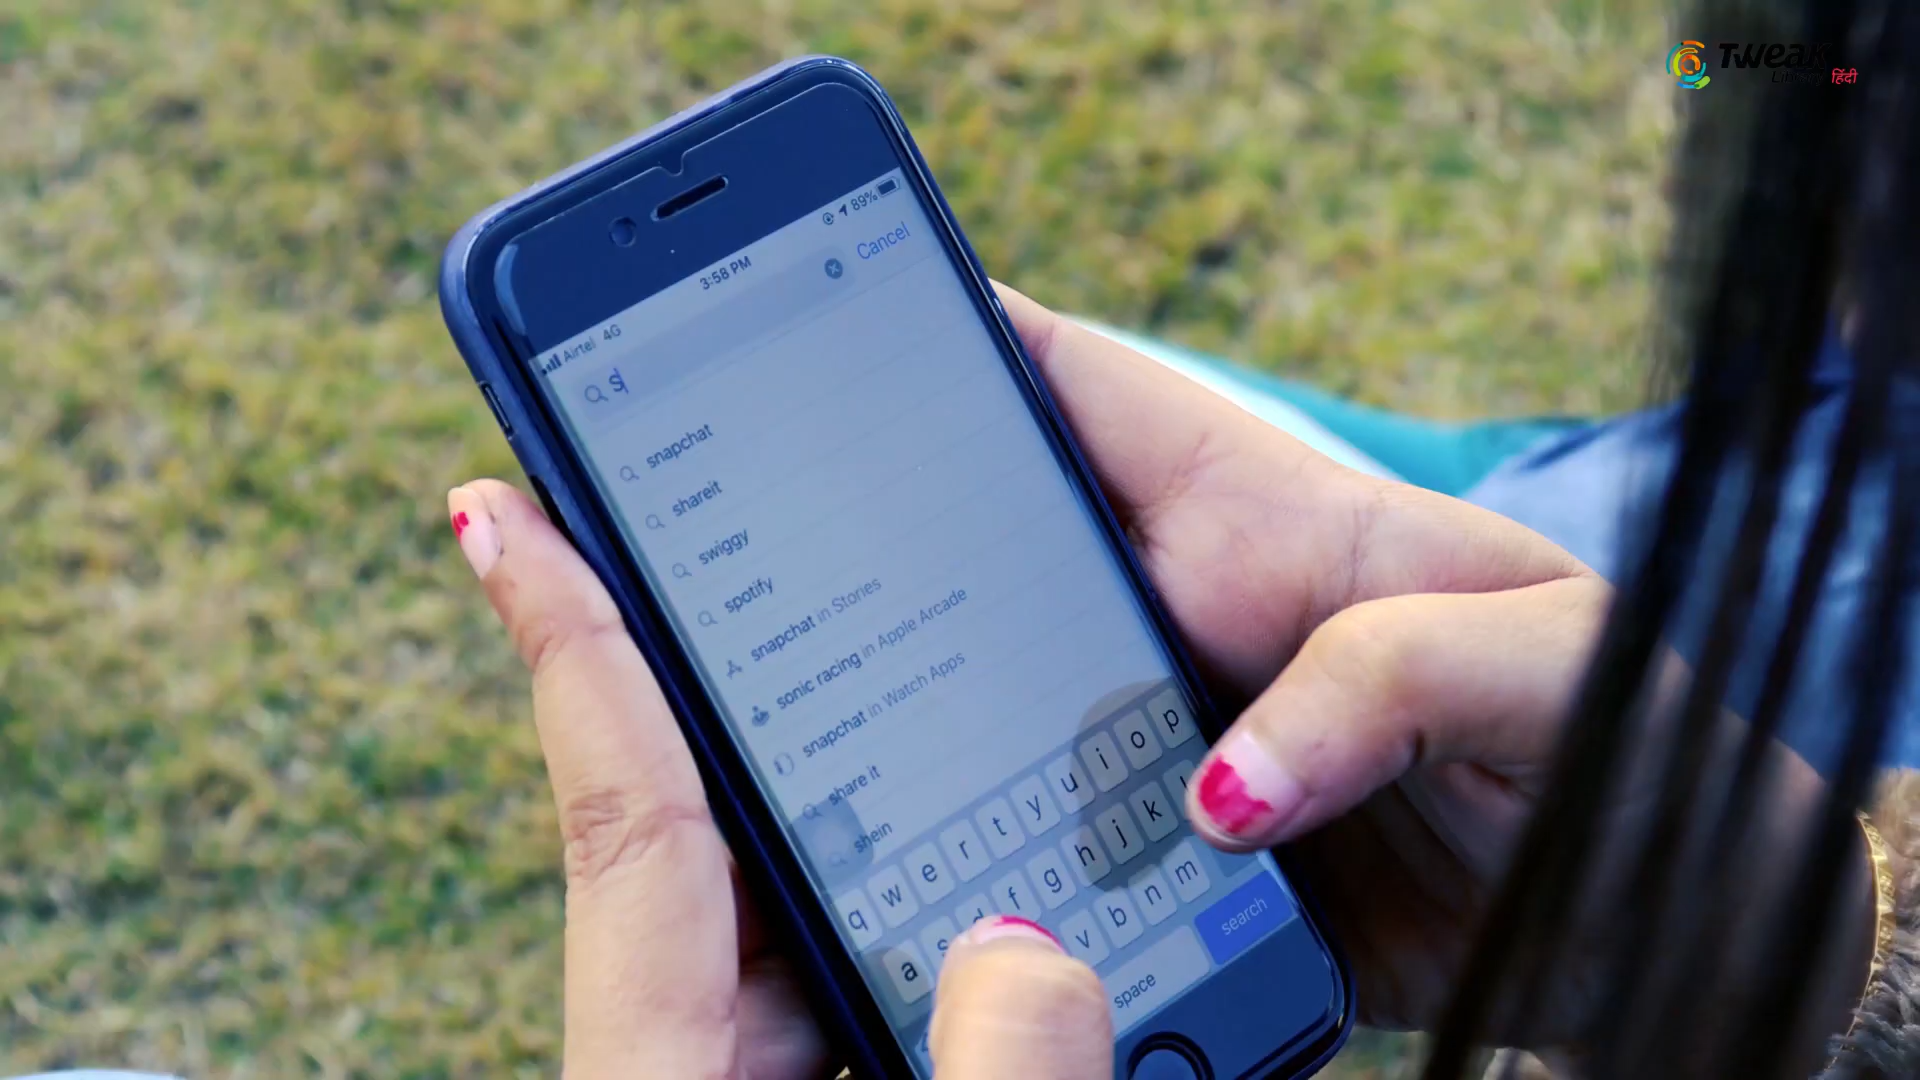 Tweak
Library हिंदी
89%
3:58 PM
Airtel 4G
Cancel
s
snapchat
shareit
swiggy
spotify
snapchat in Stories
sonic racing in Apple Arcade
snapchat in Watch Apps
share it
shein
q w e r t y u i o p
a s d f g h j k l
v b n m
space
search